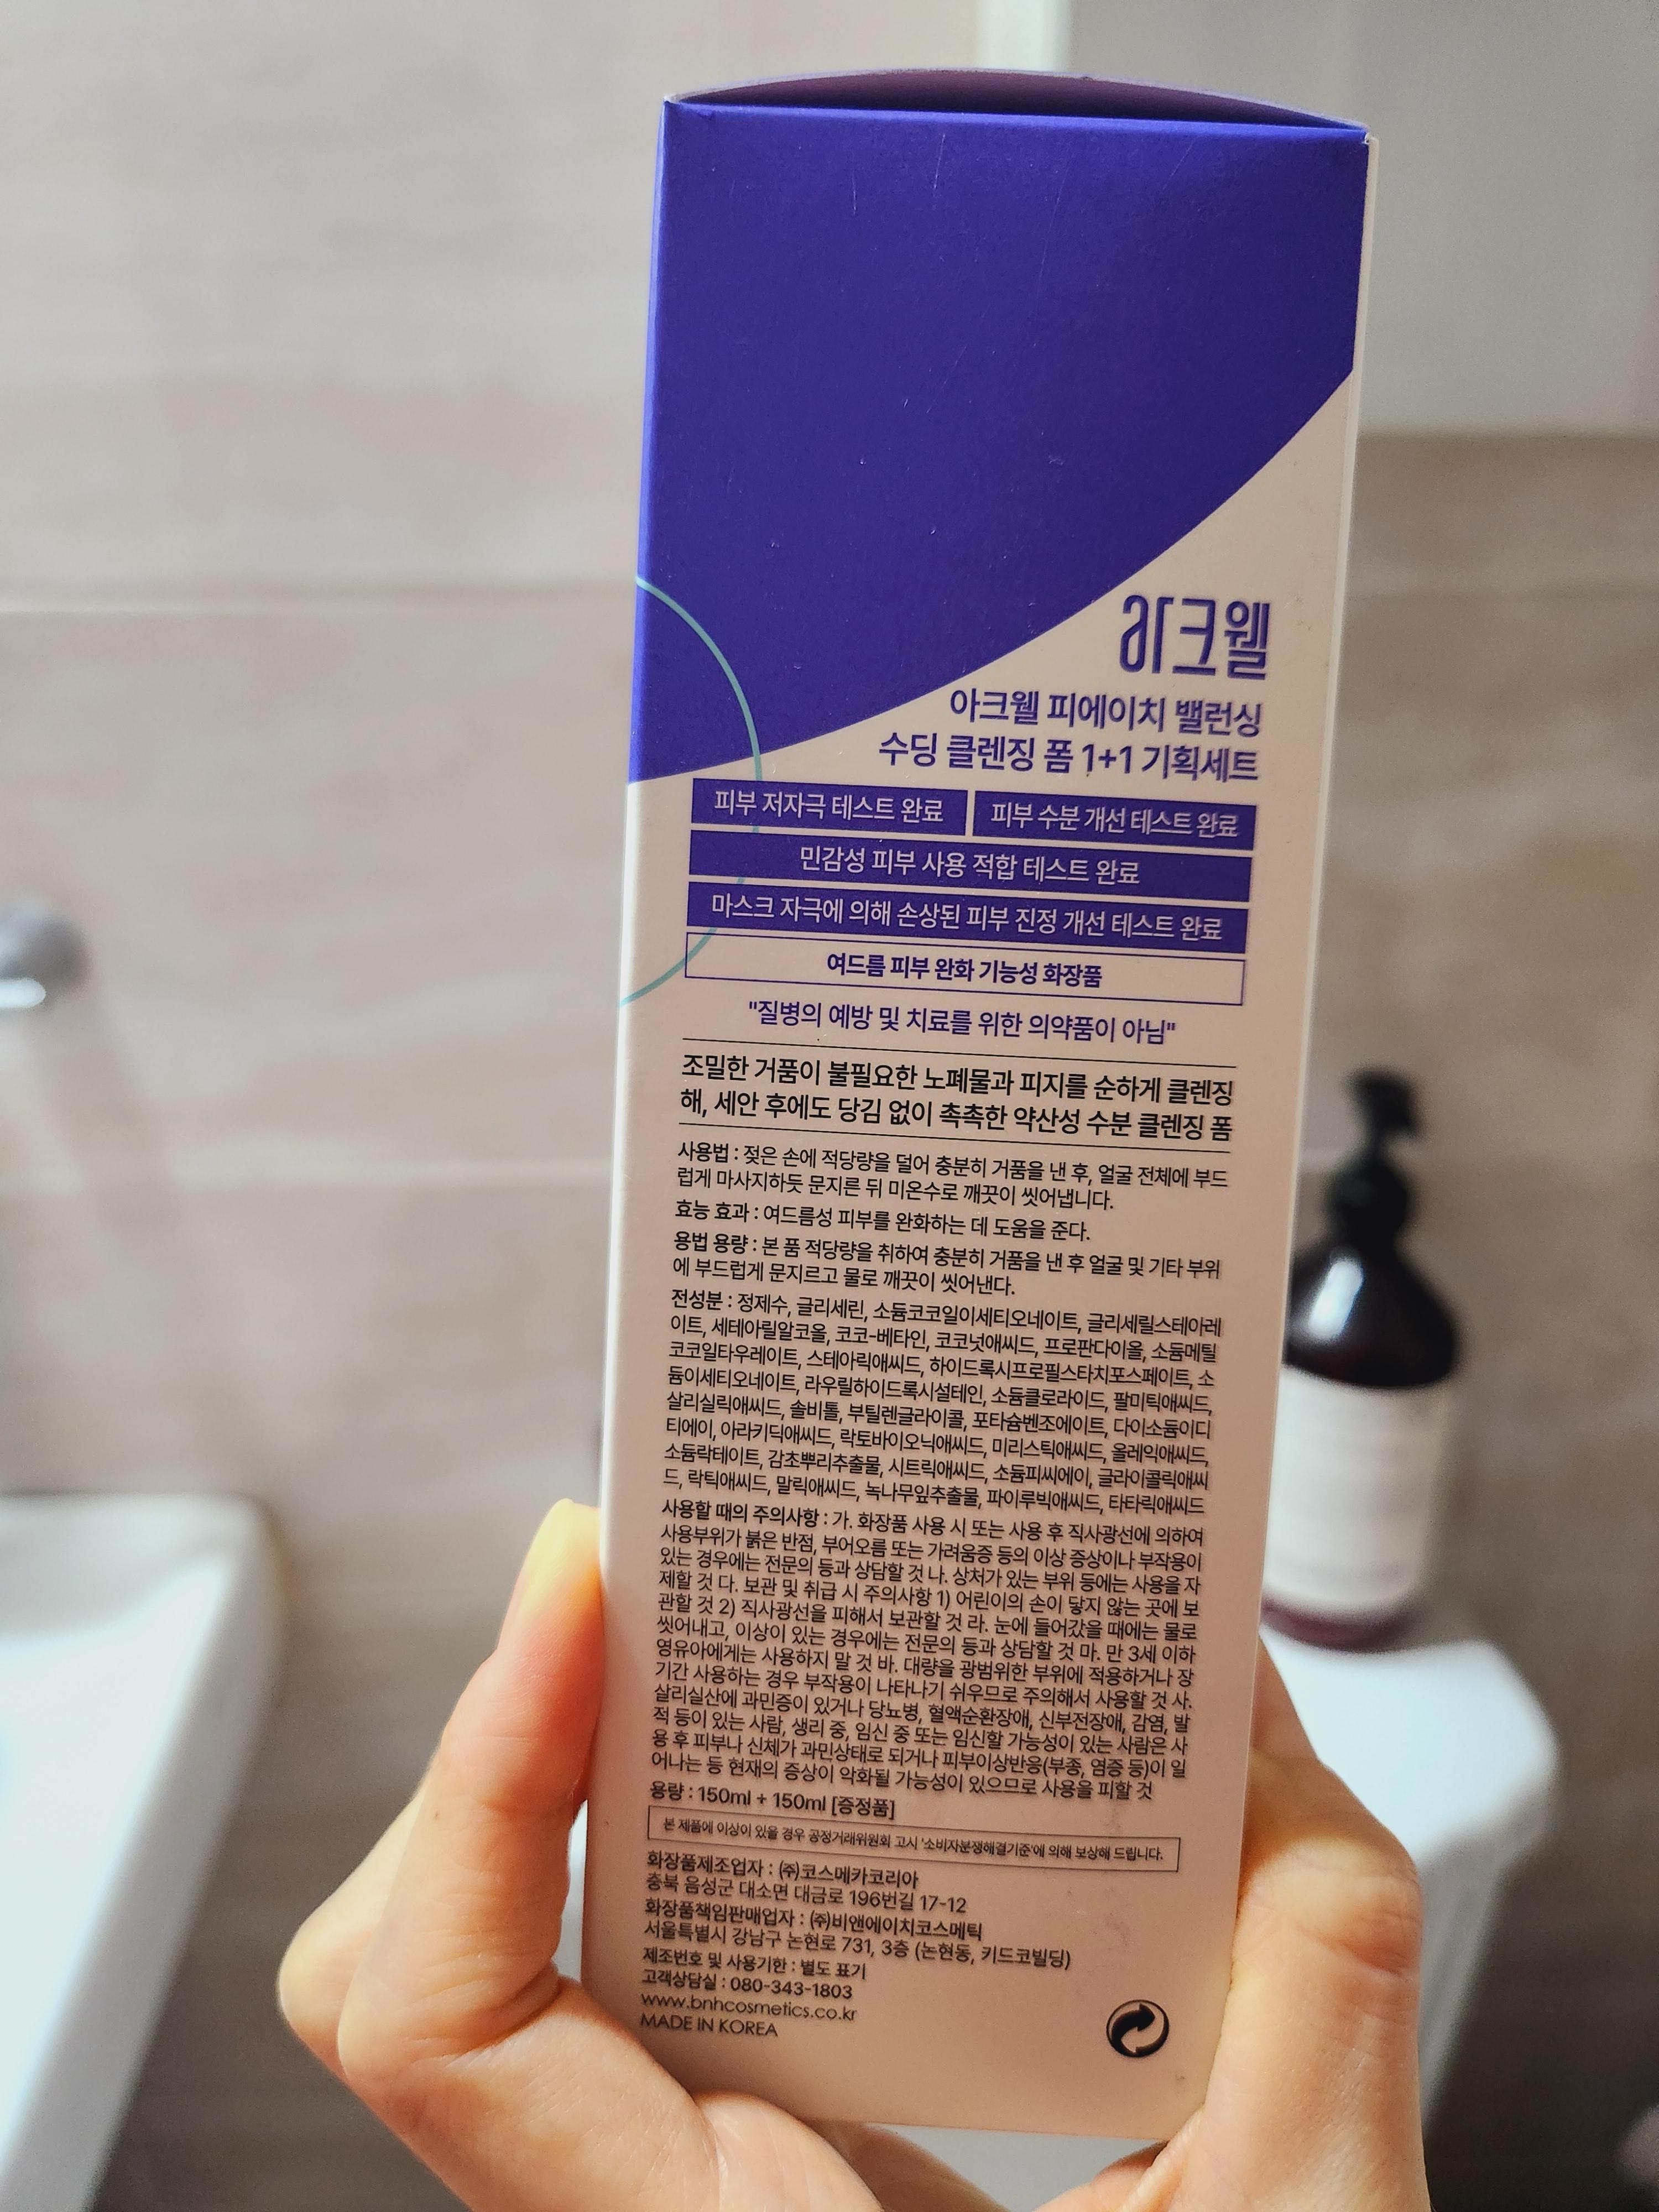 아크웰
아크웰 피에이치 밸런싱
수딩 클렌징 폼 1+1 기획세트
피부 저자극 테스트 완료
피부 수분 개선 테스트 완료
민감성 피부 사용 적합 테스트 완료
마스크 자극에 의해 손상된 피부 진정 개선 테스트 완료
여드름 피부 완화 기능성 화장품
"질병의 예방 및 치료를 위한 의약품이 아님"
조밀한 거품이 불필요한 노폐물과 피지를 순하게 클렌징
해, 세안 후에도 당김 없이 촉촉한 약산성 수분 클렌징 폼
사용법 : 젖은 손에 적당량을 덜어 충분히 거품을 낸 후, 얼굴 전체에 부드
럽게 마사지하듯 문지른 뒤 미온수로 깨끗이 씻어냅니다.
효능 효과 : 여드름성 피부를 완화하는 데 도움을 준다.
용법 용량 : 본 품 적당량을 취하여 충분히 거품을 낸 후 얼굴 및 기타 부위
에 부드럽게 문지르고 물로 깨끗이 씻어낸다.
전성분 : 정제수, 글리세린, 소듐코코일이세티오네이트, 글리세릴스테아레
이트, 세테아릴알코올, 코코-베타인, 코코넛애씨드, 프로판다이올, 소듐메틸
코코일타우레이트, 스테아릭애씨드, 하이드록시프로필스타치포스페이트, 소
듐이세티오네이트, 라우릴하이드록시설테인, 소듐클로라이드, 팔미틱애씨드,
살리실릭애씨드, 솔비톨, 부틸렌글라이콜, 포타슘벤조에이트, 다이소듐이디
티에이, 아라키딕애씨드, 락토바이오닉애씨드, 미리스틱애씨드, 올레익애씨드,
소듐락테이트, 감초뿌리추출물, 시트릭애씨드, 소듐피씨에이, 글라이콜릭애씨
드, 락틱애씨드, 말릭애씨드, 녹나무잎추출물, 파이루빅애씨드, 타타릭애씨드
사용할 때의 주의사항 : 가. 화장품 사용 시 또는 사용 후 직사광선에 의하여
사용부위가 붉은 반점, 부어오름 또는 가려움증 등의 이상 증상이나 부작용이
있는 경우에는 전문의 등과 상담할 것 나. 상처가 있는 부위 등에는 사용을 자
제할 것 다. 보관 및 취급 시 주의사항 1) 어린이의 손이 닿지 않는 곳에 보
관할 것 2) 직사광선을 피해서 보관할 것 라. 눈에 들어갔을 때에는 물로
씻어내고, 이상이 있는 경우에는 전문의 등과 상담할 것 마. 만 3세 이하
영유아에게는 사용하지 말 것 바. 대량을 광범위한 부위에 적용하거나 장
기간 사용하는 경우 부작용이 나타나기 쉬우므로 주의해서 사용할 것 사.
살리실산에 과민증이 있거나 당뇨병, 혈액순환장애, 신부전장애, 감염, 발
적 등이 있는 사람, 생리 중, 임신 중 또는 임신할 가능성이 있는 사람은 사
용 후 피부나 신체가 과민상태로 되거나 피부이상반응(부종, 염증 등)이 일
어나는 등 현재의 증상이 악화될 가능성이 있으므로 사용을 피할 것
용량 : 150ml + 150ml [증정품]
본 제품에 이상이 있을 경우 공정거래위원회 고시 '소비자분쟁해결기준'에 의해 보상해 드립니다.
화장품제조업자 : ㈜코스메카코리아
충북 음성군 대소면 대금로 196번길 17-12
화장품책임판매업자 : ㈜비앤에이치코스메틱
서울특별시 강남구 논현로 731, 3층 (논현동, 키드코빌딩)
제조번호 및 사용기한 : 별도 표기
고객상담실 : 080-343-1803
www.bnhcosmetics.co.kr
MADE IN KOREA